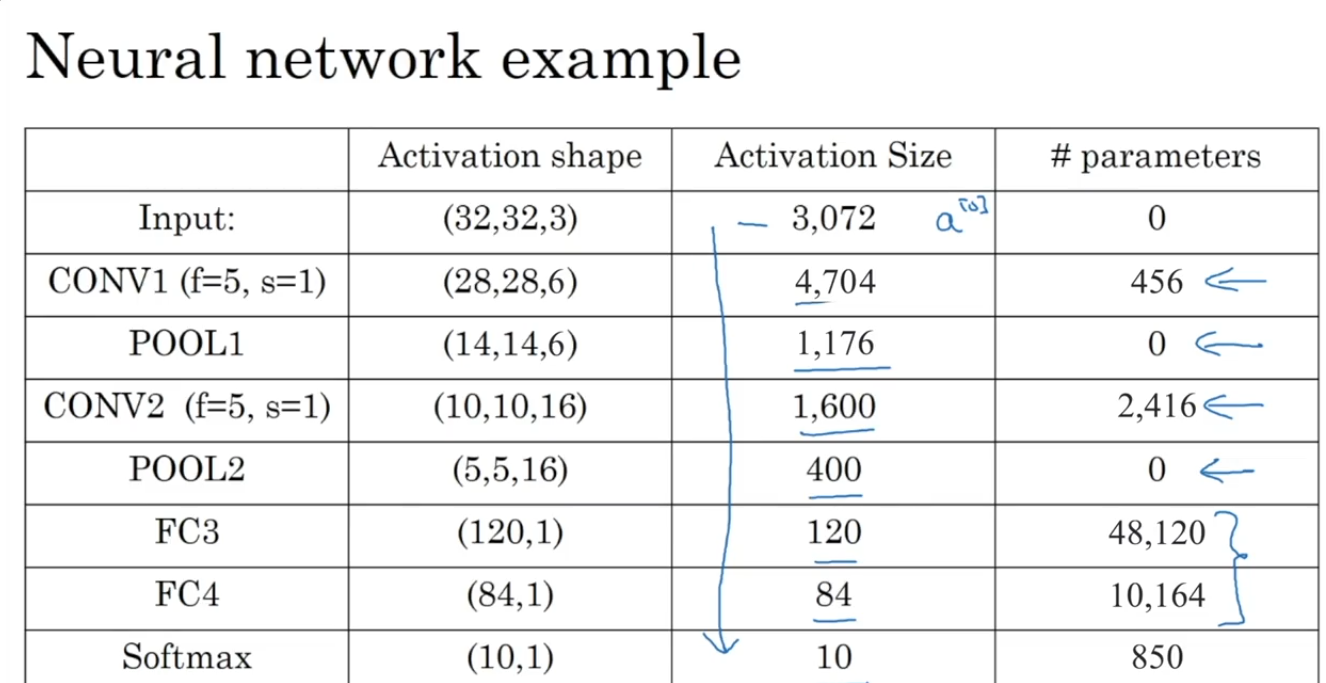 Neural network example
Activation shape Activation Size # parameters
Input: (32,32,3) 3,072 a[0] 0
CONV1 (f=5, s=1) (28,28,6) 4,704 456
POOL1 (14,14,6) 1,176 0
CONV2 (f=5, s=1) (10,10,16) 1,600 2,416
POOL2 (5,5,16) 400 0
FC3 (120,1) 120 48,120
FC4 (84,1) 84 10,164
Softmax (10,1) 10 850